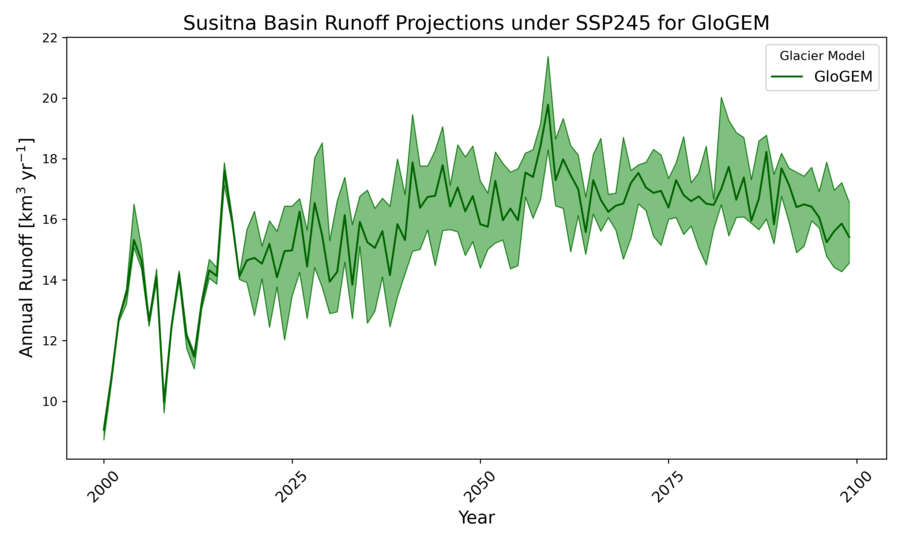 Susitna Basin Runoff Projections under SSP245 for GloGEM
22
20
18
16
14
12
10
Annual Runoff [km³ yr⁻¹]
Glacier Model
GloGEM
2000
2025
2050
2075
2100
Year